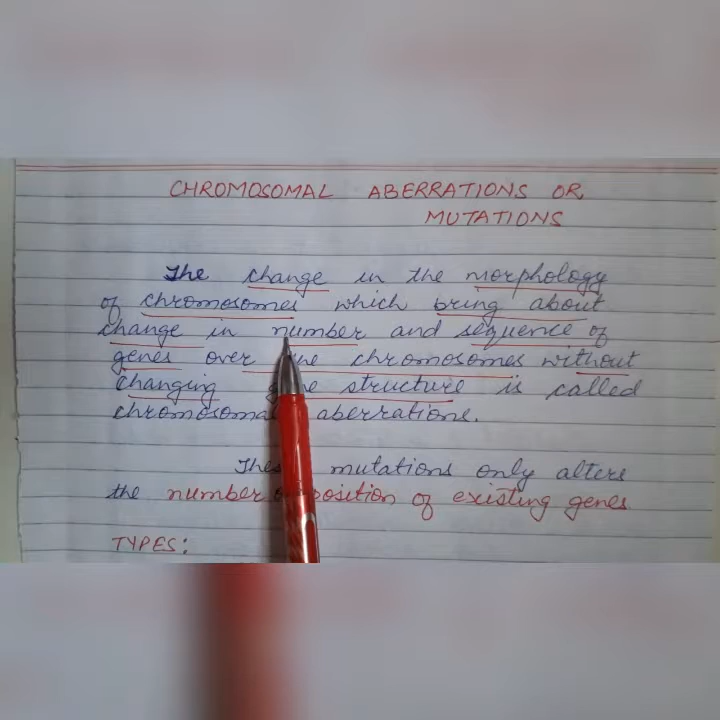 CHROMOSOMAL ABERRATIONS OR
MUTATIONS
The change in the morphology
of chromosomes which bring about
change in number and sequence of
genes over the chromosomes without
changing structure is called
chromosomal aberrations.
mutations only alters
the number position of existing genes
TYPES: